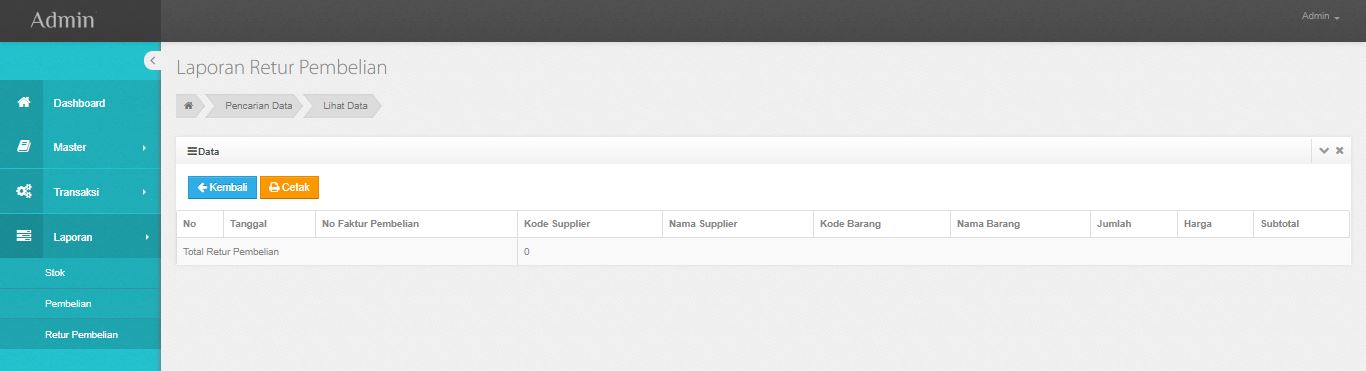 Admin
Admin
Laporan Retur Pembelian
Pencarian Data
Lihat Data
Dashboard
Master
Transaksi
Laporan
Stok
Pembelian
Retur Pembelian
Data
Kembali
Cetak
No Tanggal No Faktur Pembelian Kode Supplier Nama Supplier Kode Barang Nama Barang Jumlah Harga Subtotal
Total Retur Pembelian 0